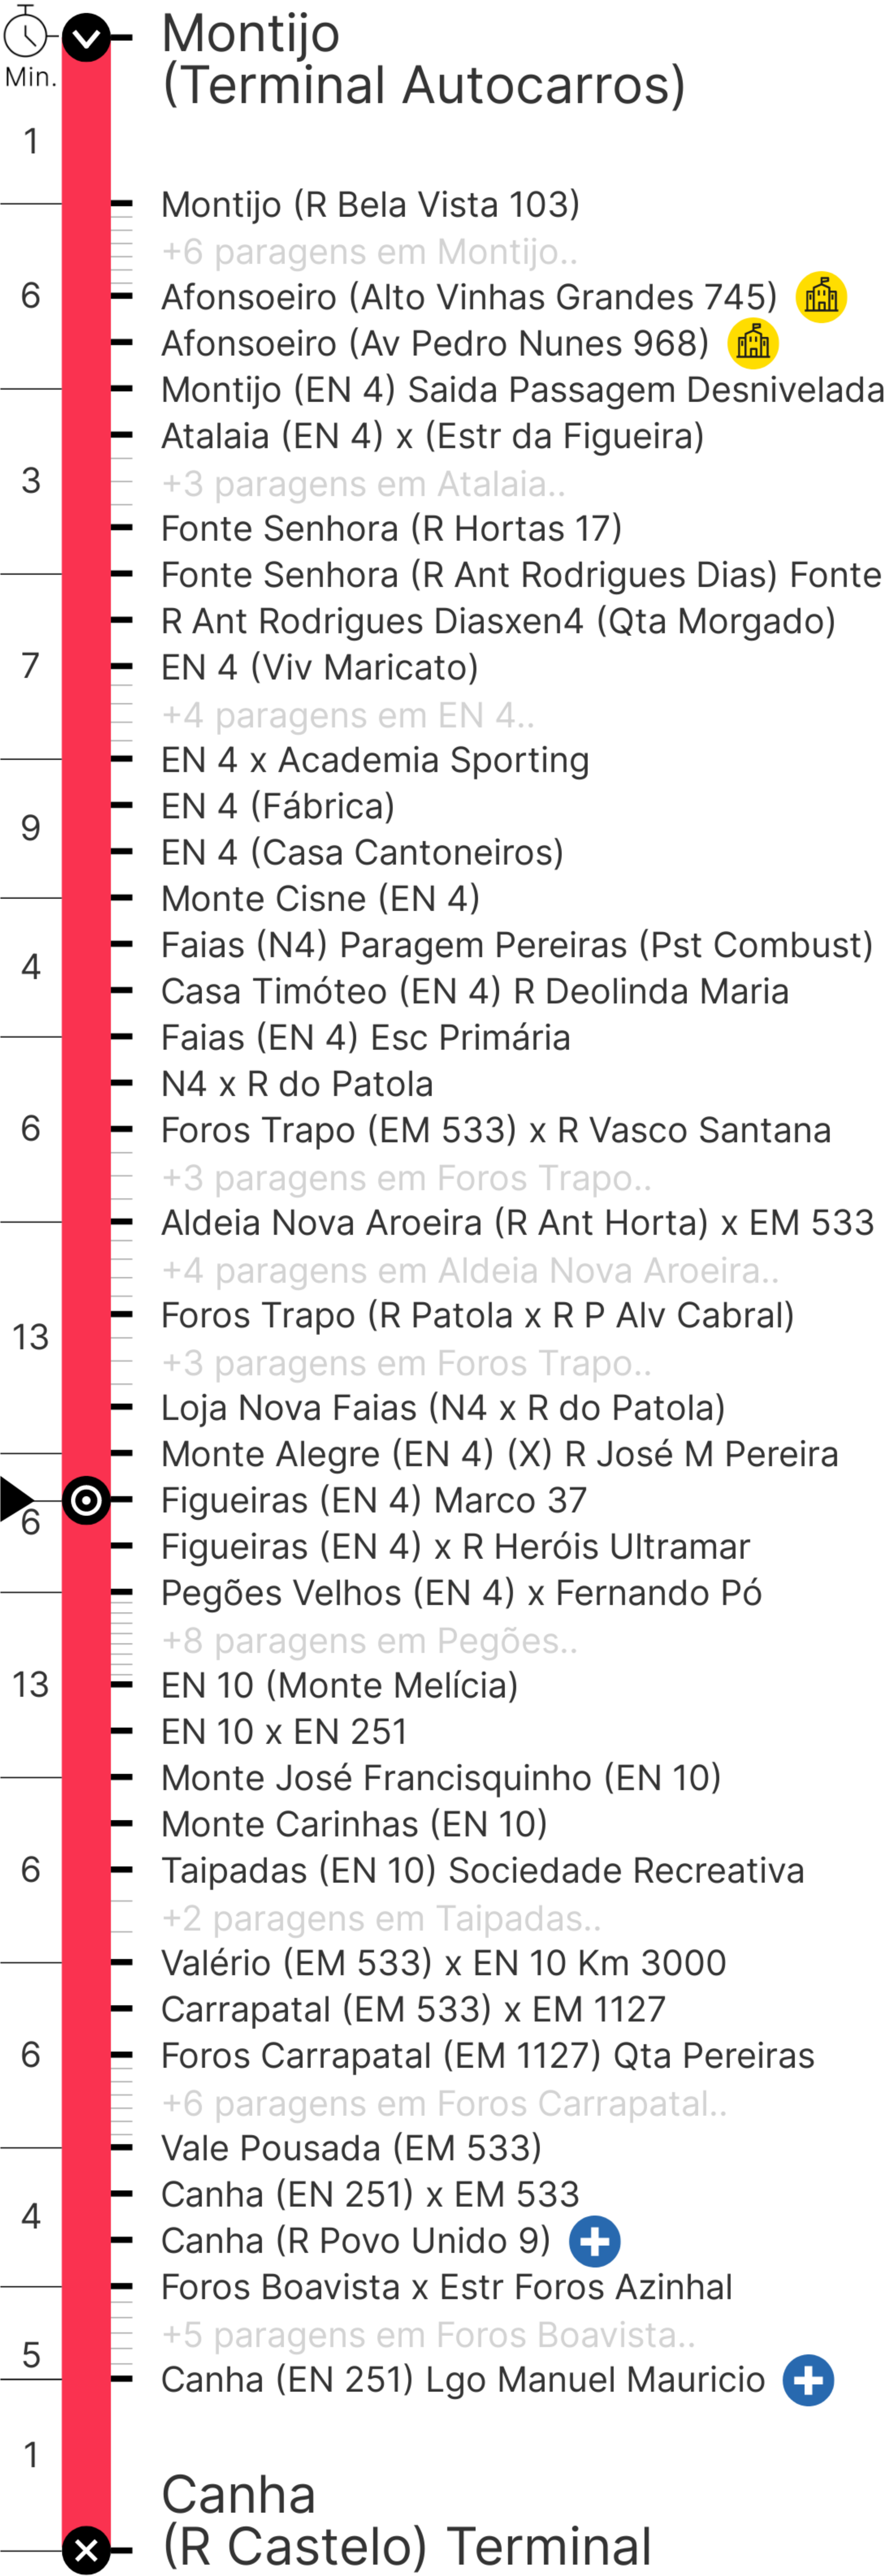 Montijo
(Terminal Autocarros)
Min.
1
Montijo (R Bela Vista 103)
+6 paragens em Montijo..
6
Afonsoeiro (Alto Vinhas Grandes 745)
Afonsoeiro (Av Pedro Nunes 968)
Montijo (EN 4) Saida Passagem Desnivelada
Atalaia (EN 4) x (Estr da Figueira)
3
+3 paragens em Atalaia..
Fonte Senhora (R Hortas 17)
Fonte Senhora (R Ant Rodrigues Dias) Fonte
R Ant Rodrigues Diasxen4 (Qta Morgado)
7
EN 4 (Viv Maricato)
+4 paragens em EN 4..
EN 4 x Academia Sporting
EN 4 (Fábrica)
9
EN 4 (Casa Cantoneiros)
Monte Cisne (EN 4)
Faias (N4) Paragem Pereiras (Pst Combust)
4
Casa Timóteo (EN 4) R Deolinda Maria
Faias (EN 4) Esc Primária
N4 x R do Patola
6
Foros Trapo (EM 533) x R Vasco Santana
+3 paragens em Foros Trapo..
Aldeia Nova Aroeira (R Ant Horta) x EM 533
+4 paragens em Aldeia Nova Aroeira..
Foros Trapo (R Patola x R P Alv Cabral)
13
+3 paragens em Foros Trapo..
Loja Nova Faias (N4 x R do Patola)
Monte Alegre (EN 4) (X) R José M Pereira
Figueiras (EN 4) Marco 37
6
Figueiras (EN 4) x R Heróis Ultramar
Pegões Velhos (EN 4) x Fernando Pó
+8 paragens em Pegões..
13
EN 10 (Monte Melícia)
EN 10 x EN 251
Monte José Francisquinho (EN 10)
Monte Carinhas (EN 10)
6
Taipadas (EN 10) Sociedade Recreativa
+2 paragens em Taipadas..
Valério (EM 533) x EN 10 Km 3000
Carrapatal (EM 533) x EM 1127
6
Foros Carrapatal (EM 1127) Qta Pereiras
+6 paragens em Foros Carrapatal..
Vale Pousada (EM 533)
Canha (EN 251) x EM 533
4
Canha (R Povo Unido 9)
Foros Boavista x Estr Foros Azinhal
+5 paragens em Foros Boavista..
5
Canha (EN 251) Lgo Manuel Mauricio
1
Canha
(R Castelo) Terminal